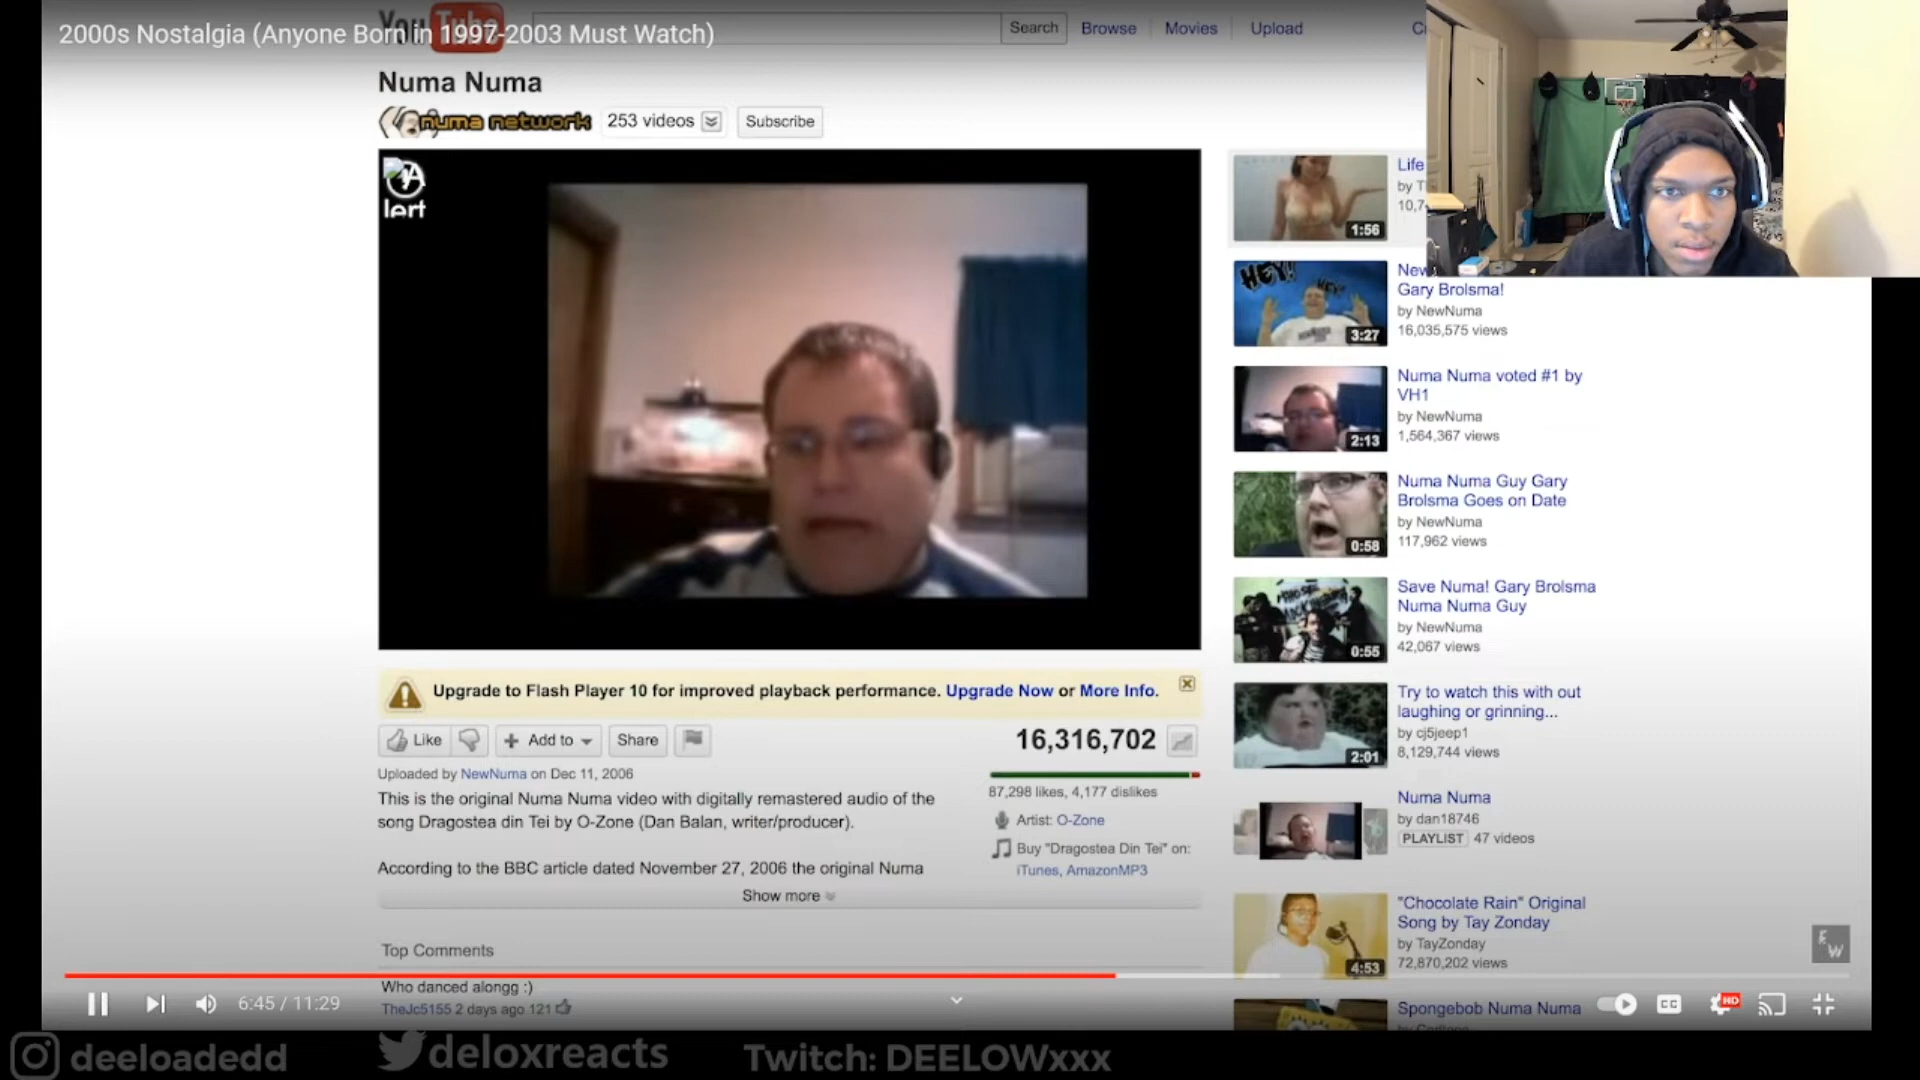 2000s Nostalgia (Anyone Born in 1997-2003 Must Watch)
YouTube
Search
Browse
Movies
Upload
Numa Numa
numa network
253 videos
Subscribe
lert
1:56
Life
10,7
HEY!
HEY!
3:27
New
Gary Brolsma!
by NewNuma
16,035,575 views
2:13
Numa Numa voted #1 by
VH1
by NewNuma
1,564,367 views
0:58
Numa Numa Guy Gary
Brolsma Goes on Date
by NewNuma
117,962 views
0:55
Save Numa! Gary Brolsma
Numa Numa Guy
by NewNuma
42,067 views
2:01
Try to watch this with out
laughing or grinning...
by cj5jeep1
8,129,744 views
Numa Numa
by dan18746
PLAYLIST 47 videos
4:53
"Chocolate Rain" Original
Song by Tay Zonday
by TayZonday
72,870,202 views
Spongebob Numa Numa
Upgrade to Flash Player 10 for improved playback performance. Upgrade Now or More Info.
Like
Add to
Share
16,316,702
Uploaded by NewNuma on Dec 11, 2006
This is the original Numa Numa video with digitally remastered audio of the
song Dragostea din Tei by O-Zone (Dan Balan, writer/producer).
According to the BBC article dated November 27, 2006 the original Numa
Show more
87,298 likes, 4,177 dislikes
Artist: O-Zone
Buy "Dragostea Din Tei" on:
iTunes, AmazonMP3
Top Comments
Who danced alongg :)
TheJc5155 2 days ago 121
6:45 / 11:29
CC
HD
F W
deeloadedd
deloxreacts
Twitch: DEELOWxxx